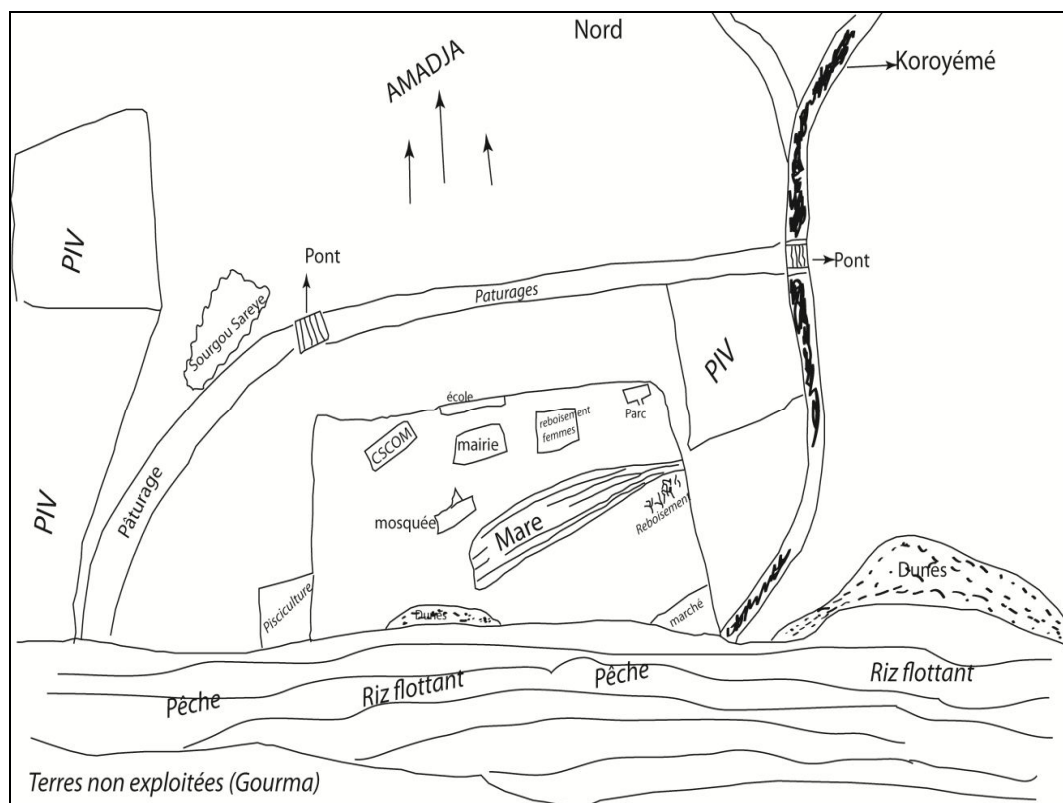 Nord
AMADJA
Koroyémé
PIV
Pont
Pont
Sourgou Sareye
Paturages
PIV
école
Parc
CSCOM
mairie
reboisement
femmes
Pâturage
PIV
mosquée
Mare
Reboisement
Dunes
Pisciculture
Dunes
marché
Pêche
Riz flottant
Pêche
Riz flottant
Terres non exploitées (Gourma)